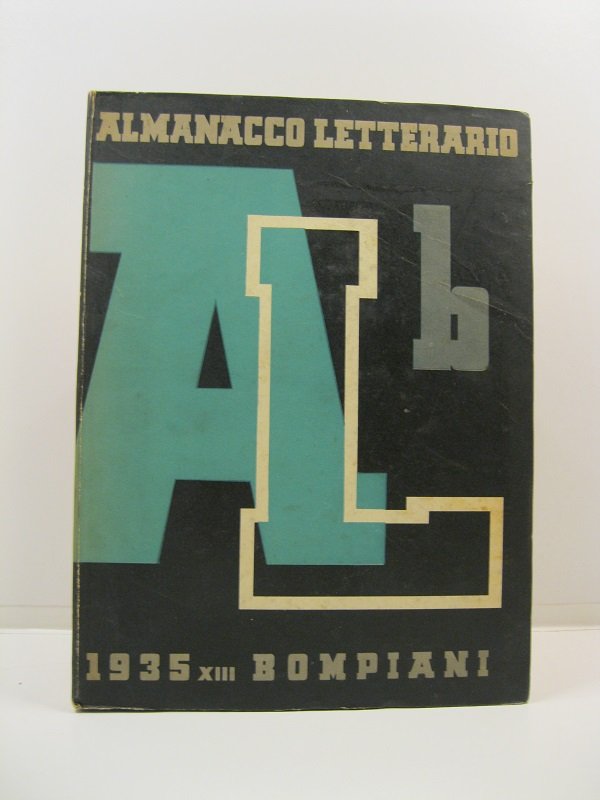 ALMANACCO LETTERARIO
AL b
1935 XIII BOMPIANI